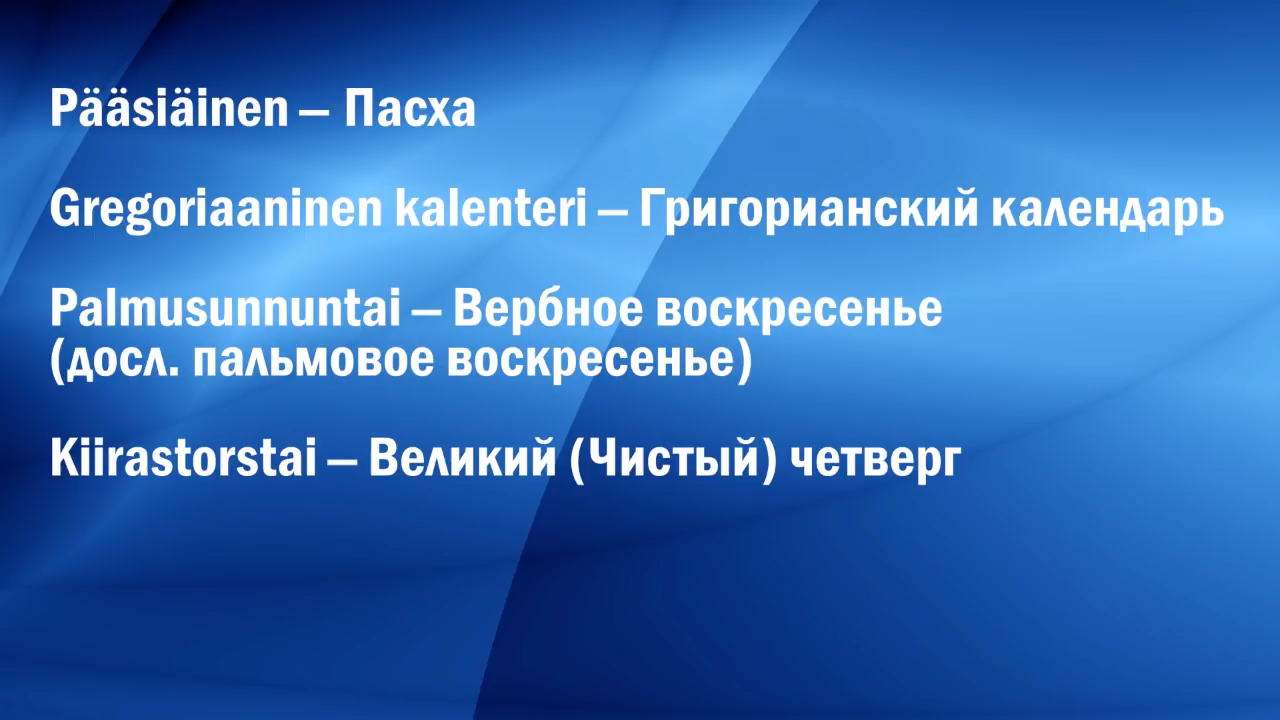 Pääsiäinen – Пасха
Gregoriaaninen kalenteri – Григорианский календарь
Palmusunnuntai – Вербное воскресенье
(досл. пальмовое воскресенье)
Kiirastorstai – Великий (Чистый) четверг